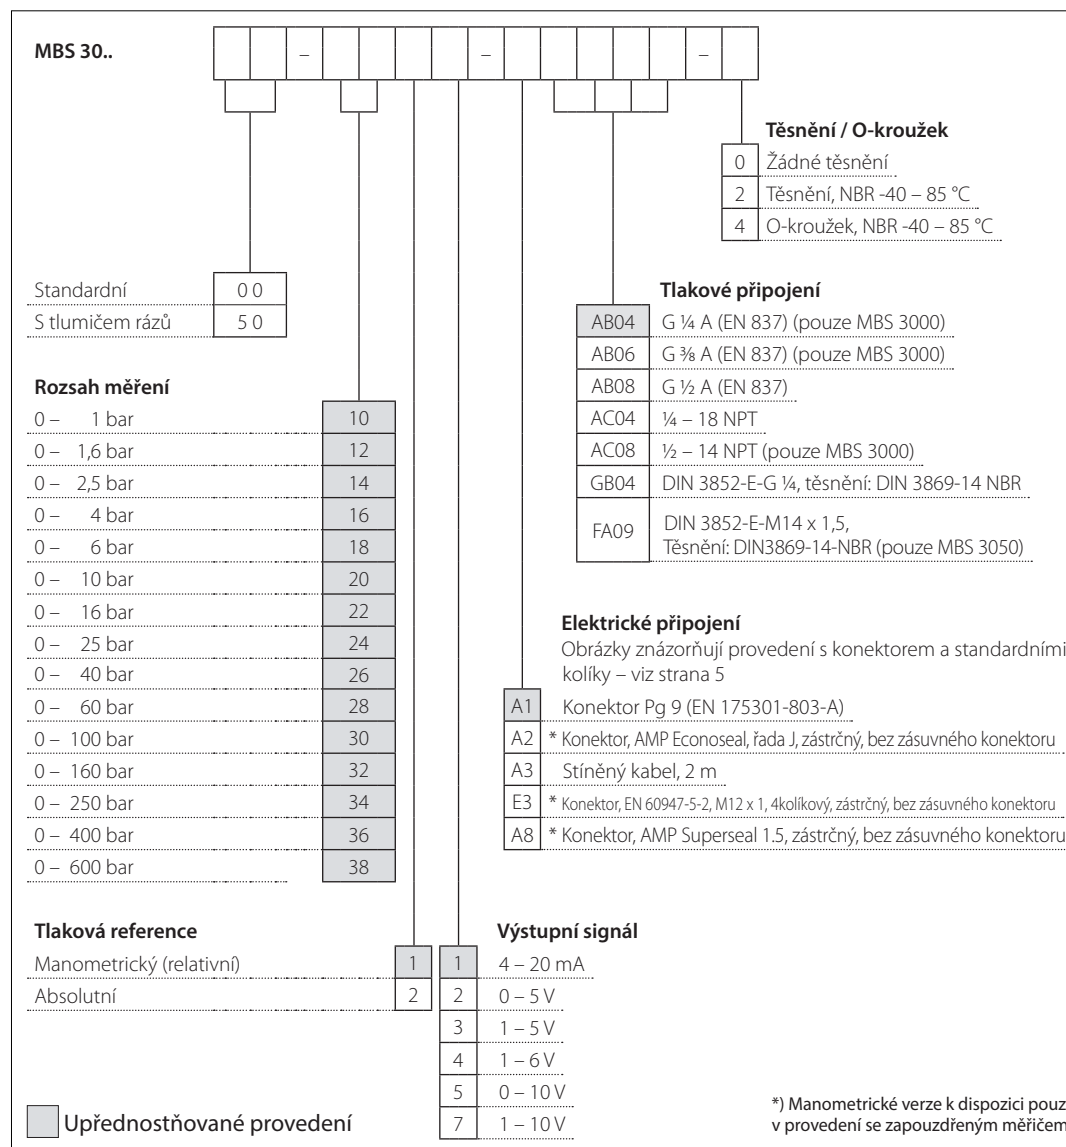 MBS 30.. – – –
Těsnění / O-kroužek
0 Žádné těsnění
2 Těsnění, NBR -40 – 85 °C
4 O-kroužek, NBR -40 – 85 °C
Standardní 0 0
S tlumičem rázů 5 0
Tlakové připojení
AB04 G ¼ A (EN 837) (pouze MBS 3000)
AB06 G ⅜ A (EN 837) (pouze MBS 3000)
AB08 G ½ A (EN 837)
AC04 ¼ – 18 NPT
AC08 ½ – 14 NPT (pouze MBS 3000)
GB04 DIN 3852-E-G ¼, těsnění: DIN 3869-14 NBR
FA09 DIN 3852-E-M14 x 1,5,
Těsnění: DIN3869-14-NBR (pouze MBS 3050)
Rozsah měření
0 – 1 bar 10
0 – 1,6 bar 12
0 – 2,5 bar 14
0 – 4 bar 16
0 – 6 bar 18
0 – 10 bar 20
0 – 16 bar 22
0 – 25 bar 24
0 – 40 bar 26
0 – 60 bar 28
0 – 100 bar 30
0 – 160 bar 32
0 – 250 bar 34
0 – 400 bar 36
0 – 600 bar 38
Elektrické připojení
Obrázky znázorňují provedení s konektorem a standardními
kolíky – viz strana 5
A1 Konektor Pg 9 (EN 175301-803-A)
A2 * Konektor, AMP Econoseal, řada J, zástrčný, bez zásuvného konektoru
A3 Stíněný kabel, 2 m
E3 * Konektor, EN 60947-5-2, M12 x 1, 4kolíkový, zástrčný, bez zásuvného konektoru
A8 * Konektor, AMP Superseal 1.5, zástrčný, bez zásuvného konektoru
Tlaková reference
Manometrický (relativní) 1
Absolutní 2
Výstupní signál
1 4 – 20 mA
2 0 – 5 V
3 1 – 5 V
4 1 – 6 V
5 0 – 10 V
7 1 – 10 V
Upřednostňované provedení
*) Manometrické verze k dispozici pouz
v provedení se zapouzdřeným měřičem